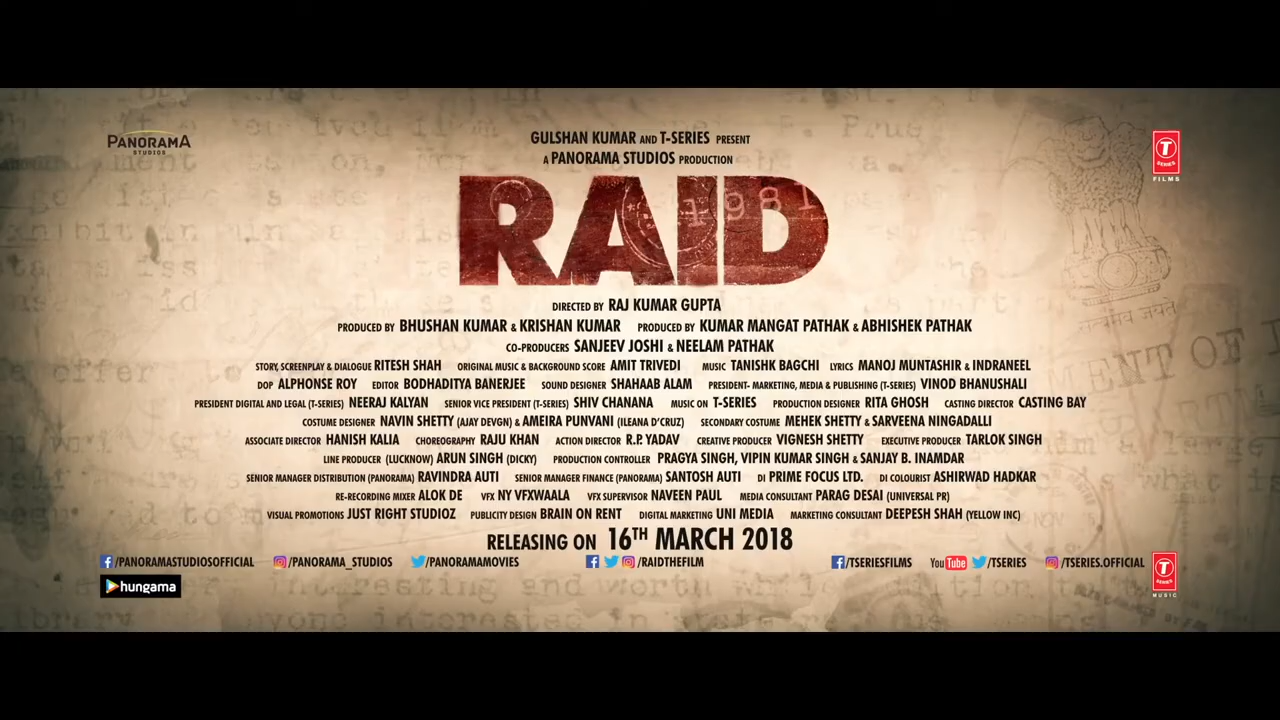 PANORAMA
STUDIOS
GULSHAN KUMAR AND T-SERIES PRESENT
A PANORAMA STUDIOS PRODUCTION
T
SERIES
FILMS
RAID
1981
DIRECTED BY RAJ KUMAR GUPTA
PRODUCED BY BHUSHAN KUMAR & KRISHAN KUMAR PRODUCED BY KUMAR MANGAT PATHAK & ABHISHEK PATHAK
CO-PRODUCERS SANJEEV JOSHI & NEELAM PATHAK
STORY, SCREENPLAY & DIALOGUE RITESH SHAH ORIGINAL MUSIC & BACKGROUND SCORE AMIT TRIVEDI MUSIC TANISHK BAGCHI LYRICS MANOJ MUNTASHIR & INDRANEEL
DOP ALPHONSE ROY EDITOR BODHADITYA BANERJEE SOUND DESIGNER SHAHAAB ALAM PRESIDENT- MARKETING, MEDIA & PUBLISHING (T-SERIES) VINOD BHANUSHALI
PRESIDENT DIGITAL AND LEGAL (T-SERIES) NEERAJ KALYAN SENIOR VICE PRESIDENT (T-SERIES) SHIV CHANANA MUSIC ON T-SERIES PRODUCTION DESIGNER RITA GHOSH CASTING DIRECTOR CASTING BAY
COSTUME DESIGNER NAVIN SHETTY (AJAY DEVGN) & AMEIRA PUNVANI (ILEANA D'CRUZ) SECONDARY COSTUME MEHEK SHETTY & SARVEENA NINGADALLI
ASSOCIATE DIRECTOR HANISH KALIA CHOREOGRAPHY RAJU KHAN ACTION DIRECTOR R.P. YADAV CREATIVE PRODUCER VIGNESH SHETTY EXECUTIVE PRODUCER TARLOK SINGH
LINE PRODUCER (LUCKNOW) ARUN SINGH (DICKY) PRODUCTION CONTROLLER PRAGYA SINGH, VIPIN KUMAR SINGH & SANJAY B. INAMDAR
SENIOR MANAGER DISTRIBUTION (PANORAMA) RAVINDRA AUTI SENIOR MANAGER FINANCE (PANORAMA) SANTOSH AUTI DI PRIME FOCUS LTD. DI COLOURIST ASHIRWAD HADKAR
RE-RECORDING MIXER ALOK DE VFX NY VFXWAALA VFX SUPERVISOR NAVEEN PAUL MEDIA CONSULTANT PARAG DESAI (UNIVERSAL PR)
VISUAL PROMOTIONS JUST RIGHT STUDIOZ PUBLICITY DESIGN BRAIN ON RENT DIGITAL MARKETING UNI MEDIA MARKETING CONSULTANT DEEPESH SHAH (YELLOW INC)
RELEASING ON 16TH MARCH 2018
/PANORAMASTUDIOSOFFICIAL /PANORAMA_STUDIOS /PANORAMAMOVIES /RAIDTHEFILM /TSERIESFILMS YouTube /TSERIES /TSERIES.OFFICIAL
hungama
T
SERIES
MUSIC
सत्यमेव जयते
MENT OF I